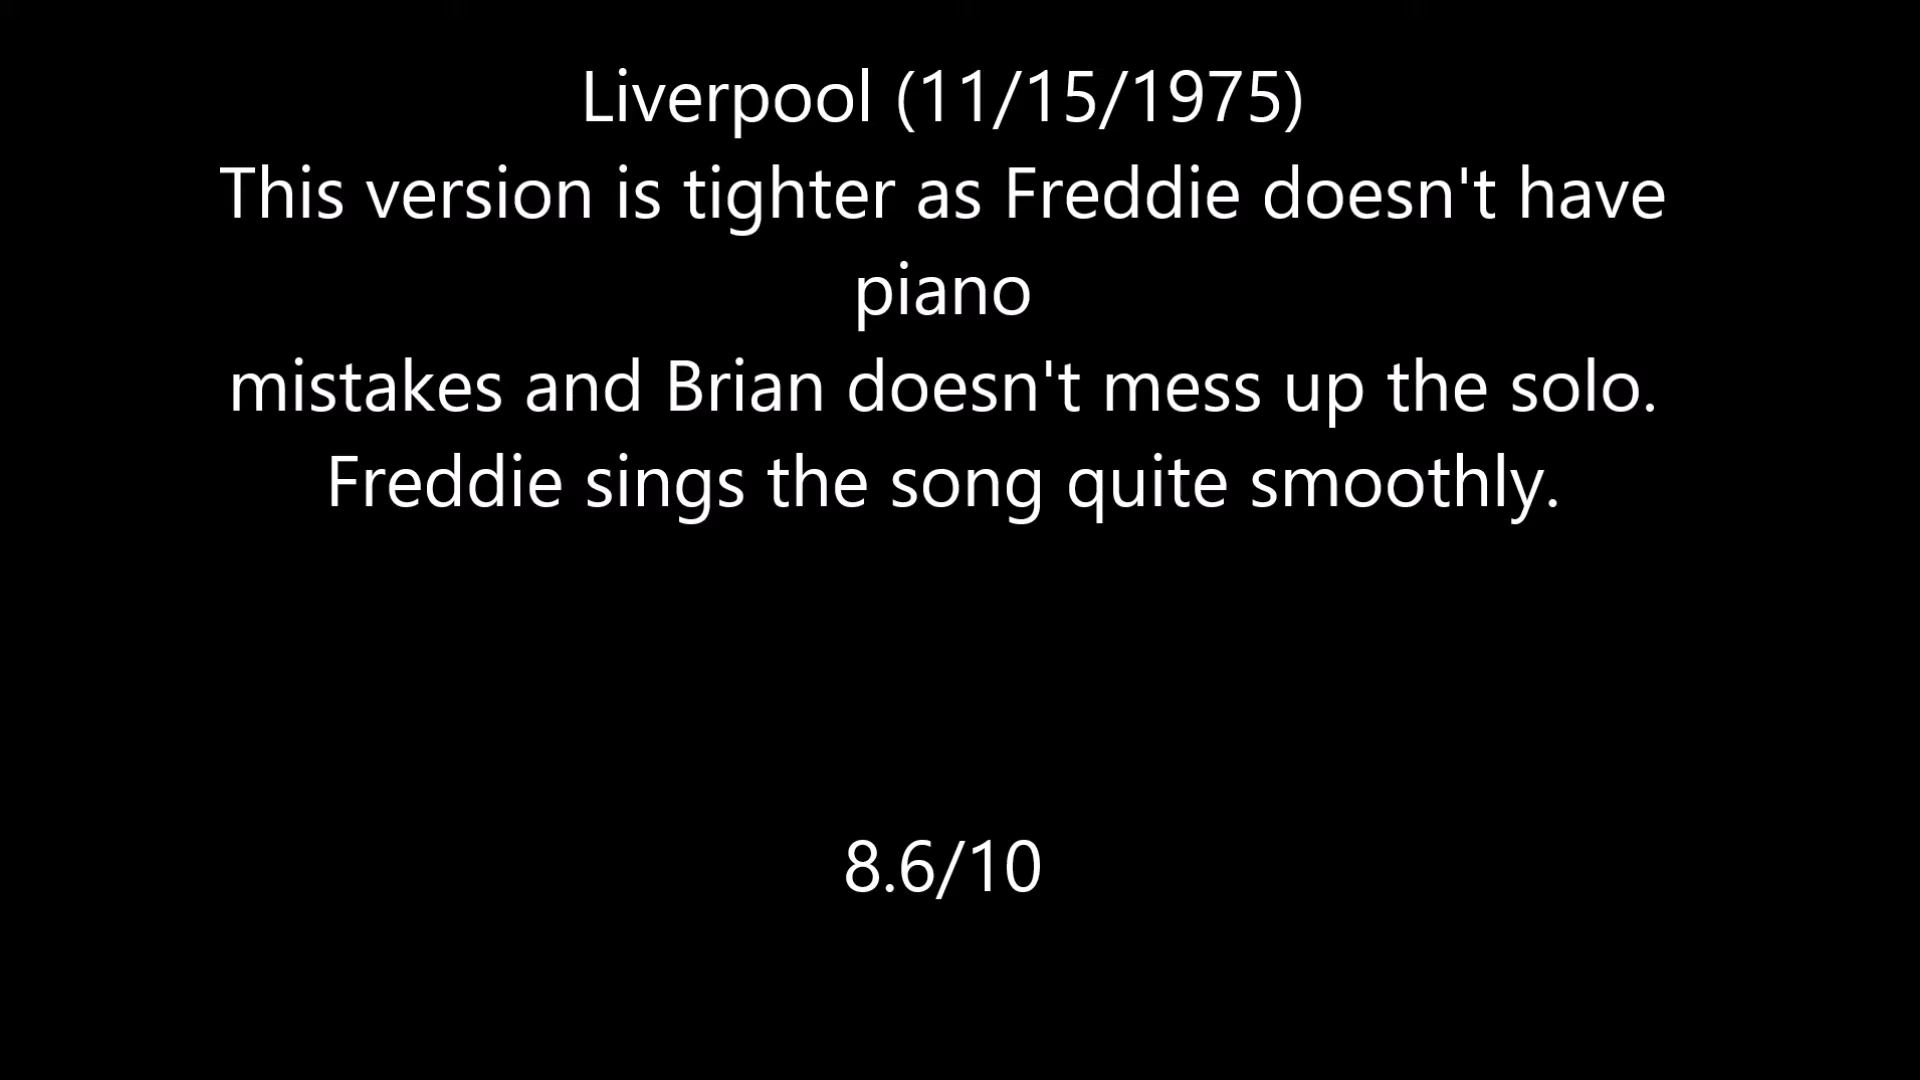 Liverpool (11/15/1975)
This version is tighter as Freddie doesn't have
piano
mistakes and Brian doesn't mess up the solo.
Freddie sings the song quite smoothly.
8.6/10